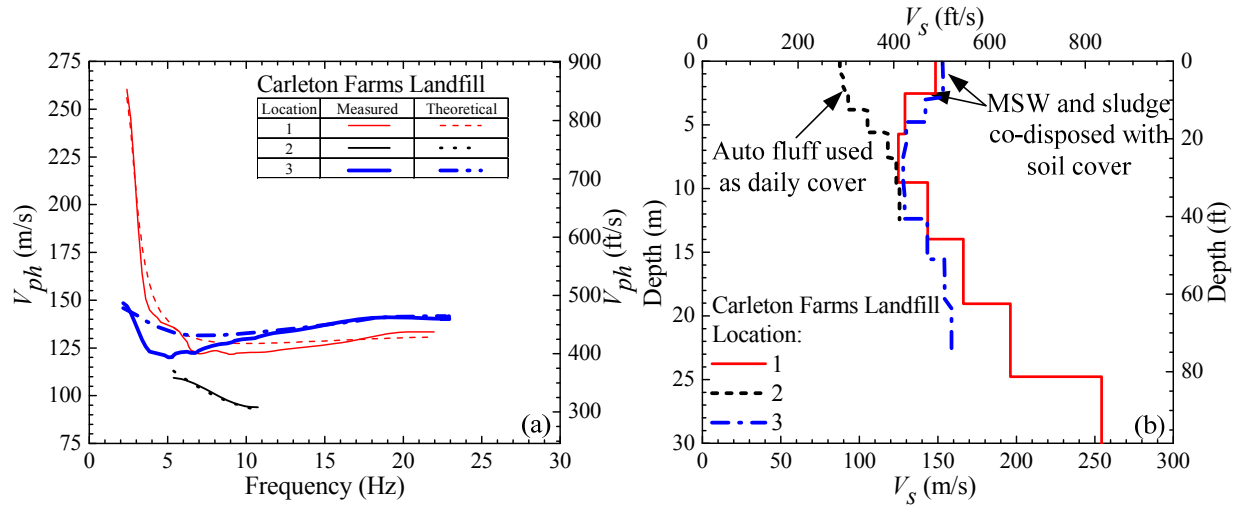 Carleton Farms Landfill
Location Measured Theoretical
1
2
3
275
250
225
200
175
150
125
100
75
V_ph (m/s)
900
800
700
600
500
400
300
V_ph (ft/s)
0 5 10 15 20 25 30
Frequency (Hz)
(a)
V_s (ft/s)
0 200 400 600 800
0
5
10
15
20
25
30
Depth (m)
0
20
40
60
80
Depth (ft)
Auto fluff used
as daily cover
MSW and sludge
co-disposed with
soil cover
Carleton Farms Landfill
Location:
1
2
3
(b)
0 50 100 150 200 250 300
V_s (m/s)